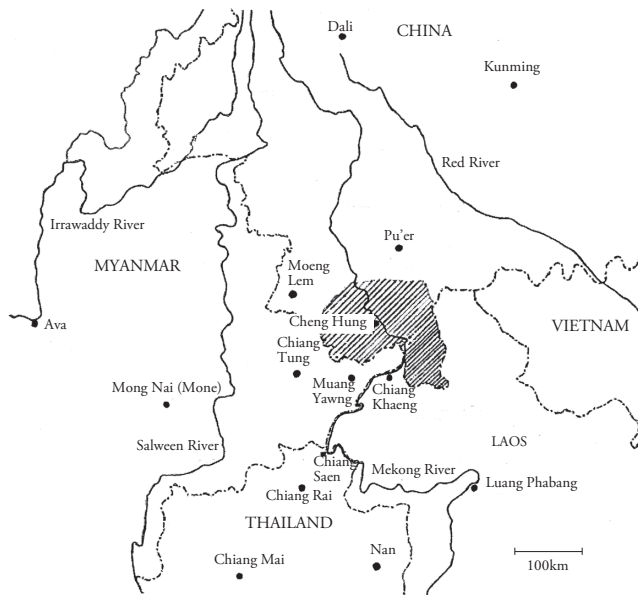 Dali
CHINA
Kunming
Red River
Irrawaddy River
Pu'er
MYANMAR
Moeng
Lem
Cheng Hung
VIETNAM
Ava
Chiang
Tung
Mong Nai (Mone)
Muang
Yawng
Chiang
Khaeng
Salween River
LAOS
Chiang
Saen
Mekong River
Chiang Rai
Luang Phabang
THAILAND
Chiang Mai
Nan
100km